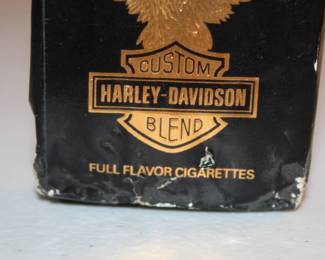 CUSTOM
HARLEY-DAVIDSON
BLEND
FULL FLAVOR CIGARETTES